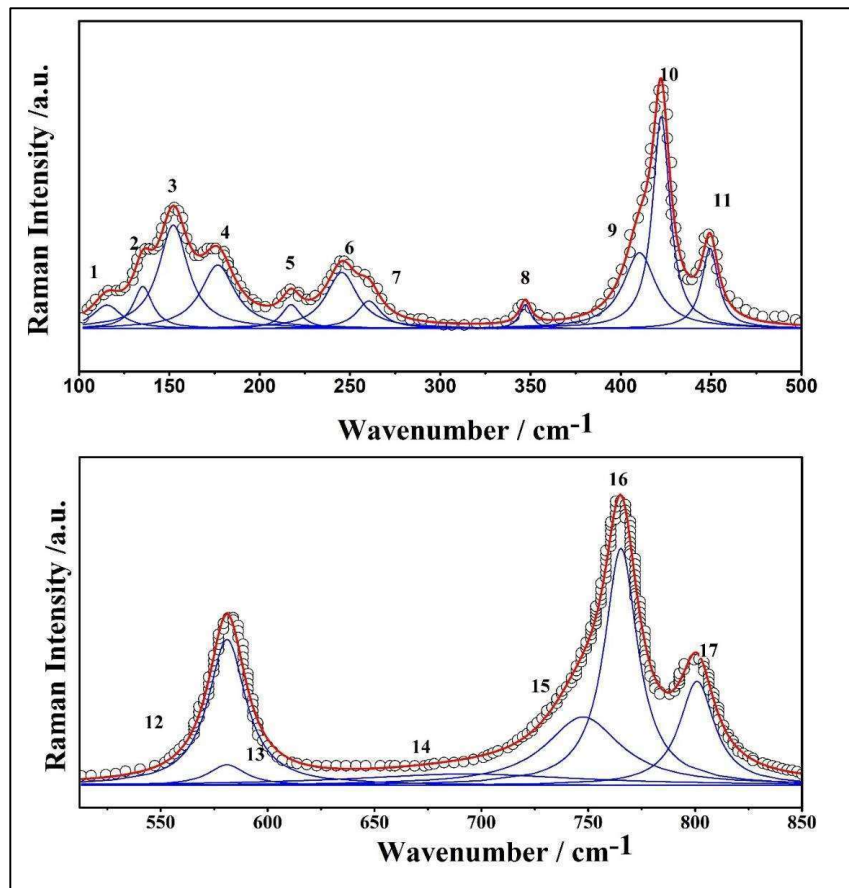 Raman Intensity /a.u.
1 2 3 4 5 6 7 8 9 10 11
100 150 200 250 300 350 400 450 500
Wavenumber / cm-1
Raman Intensity /a.u.
12 13 14 15 16 17
550 600 650 700 750 800 850
Wavenumber / cm-1